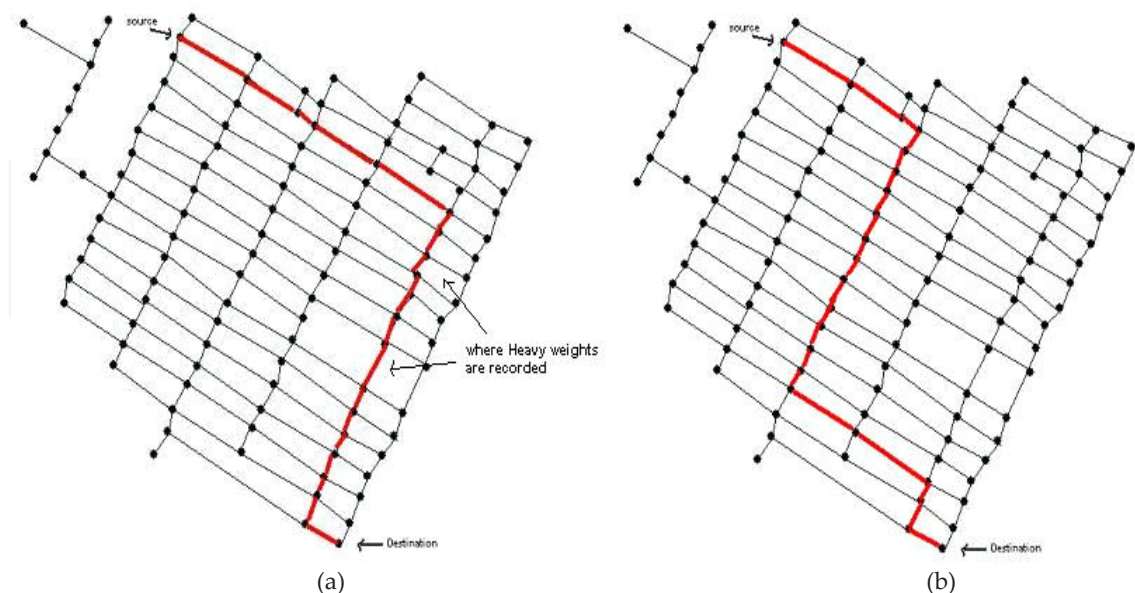 source
where Heavy weights
are recorded
Destination
(a)
source
Destination
(b)